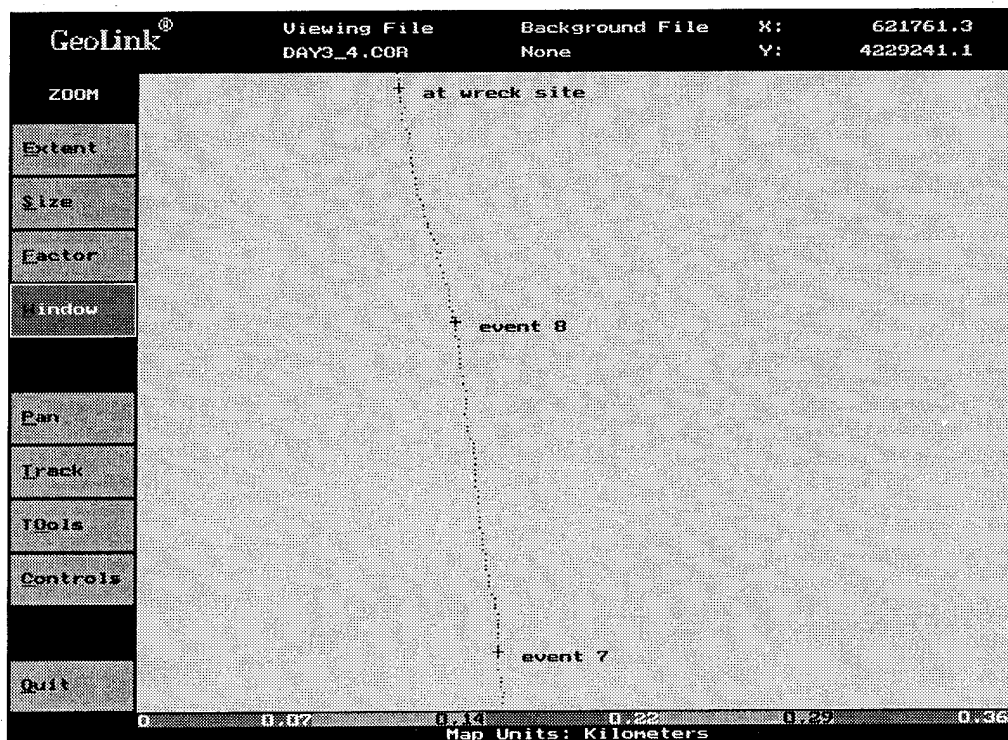 GeoLink®
Viewing File
Background File
X:
621761.3
DAY3_4.COR
None
Y:
4229241.1
ZOOM
Extent
Size
Factor
Window
Pan
Track
TOols
Controls
Quit
at wreck site
event 8
event 7
0 0.07 0.14 0.22 0.29 0.36
Map Units: Kilometers